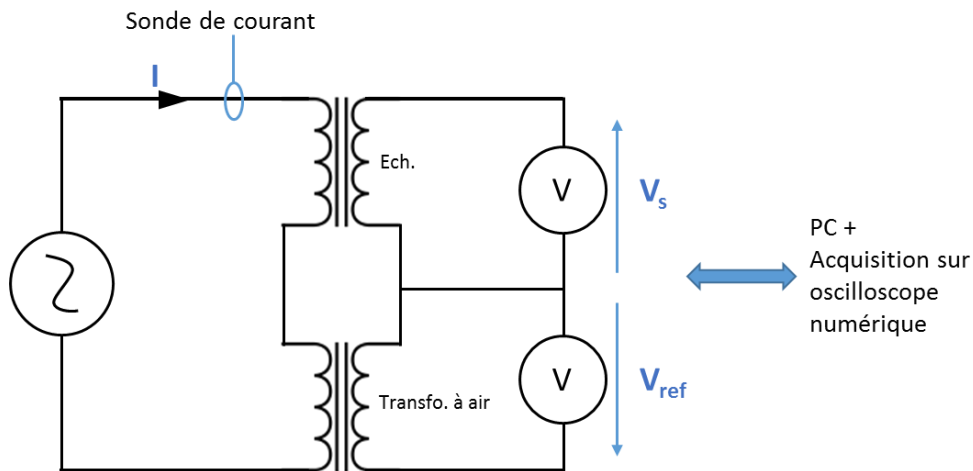 Sonde de courant
I
Ech.
V
Vs
PC +
Acquisition sur
oscilloscope
numérique
V
Vref
Transfo. à air